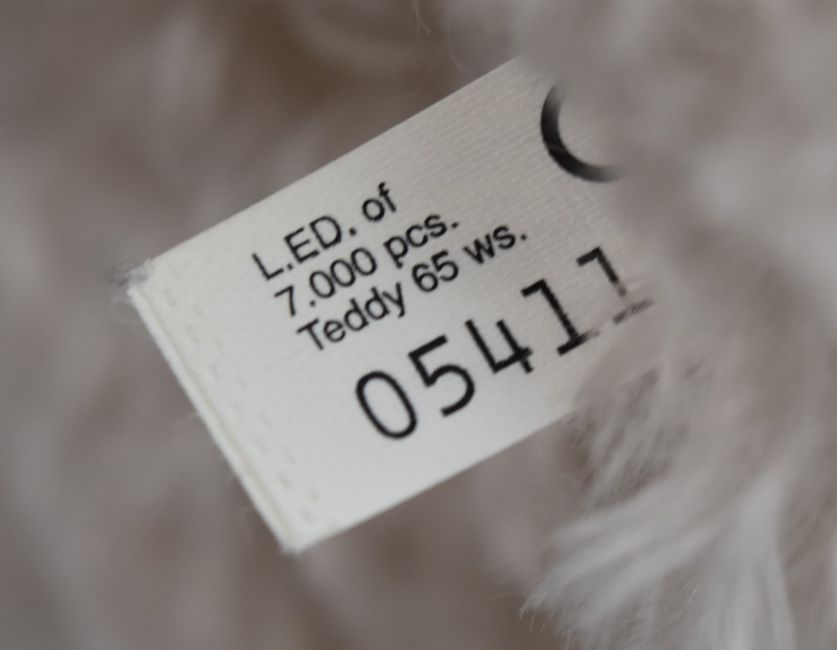 L.ED. of
7.000 pcs.
Teddy 65 ws.
05411